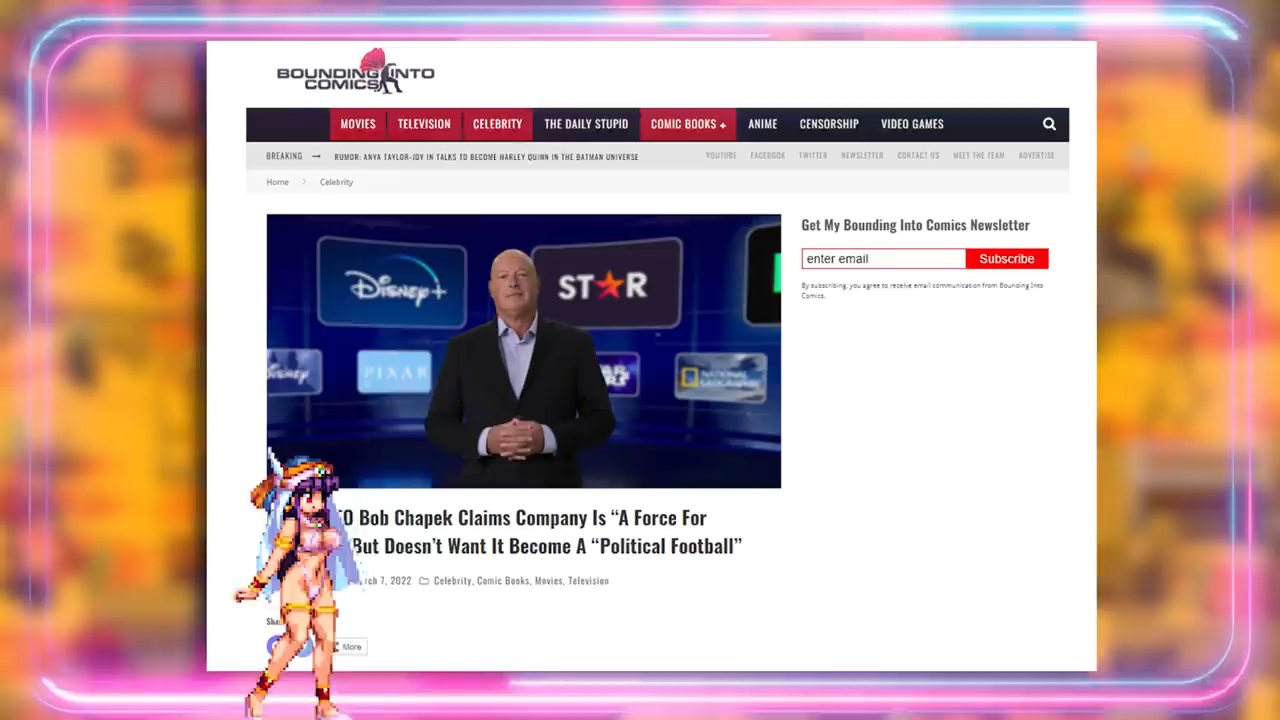 BOUNDING INTO
COMICS
MOVIES TELEVISION CELEBRITY THE DAILY STUPID COMIC BOOKS + ANIME CENSORSHIP VIDEO GAMES
BREAKING → RUMOR: ANYA TAYLOR-JOY IN TALKS TO BECOME HARLEY QUINN IN THE BATMAN UNIVERSE YOUTUBE FACEBOOK TWITTER NEWSLETTER CONTACT US MEET THE TEAM ADVERTISE
Home > Celebrity
Disney+ STAR
DISNEY PIXAR WARS NATIONAL GEOGRAPHIC
Get My Bounding Into Comics Newsletter
enter email Subscribe
By subscribing, you agree to receive email communication from Bounding Into
Comics.
Bob Chapek Claims Company Is “A Force For
But Doesn’t Want It Become A “Political Football”
7, 2022 Celebrity, Comic Books, Movies, Television
More